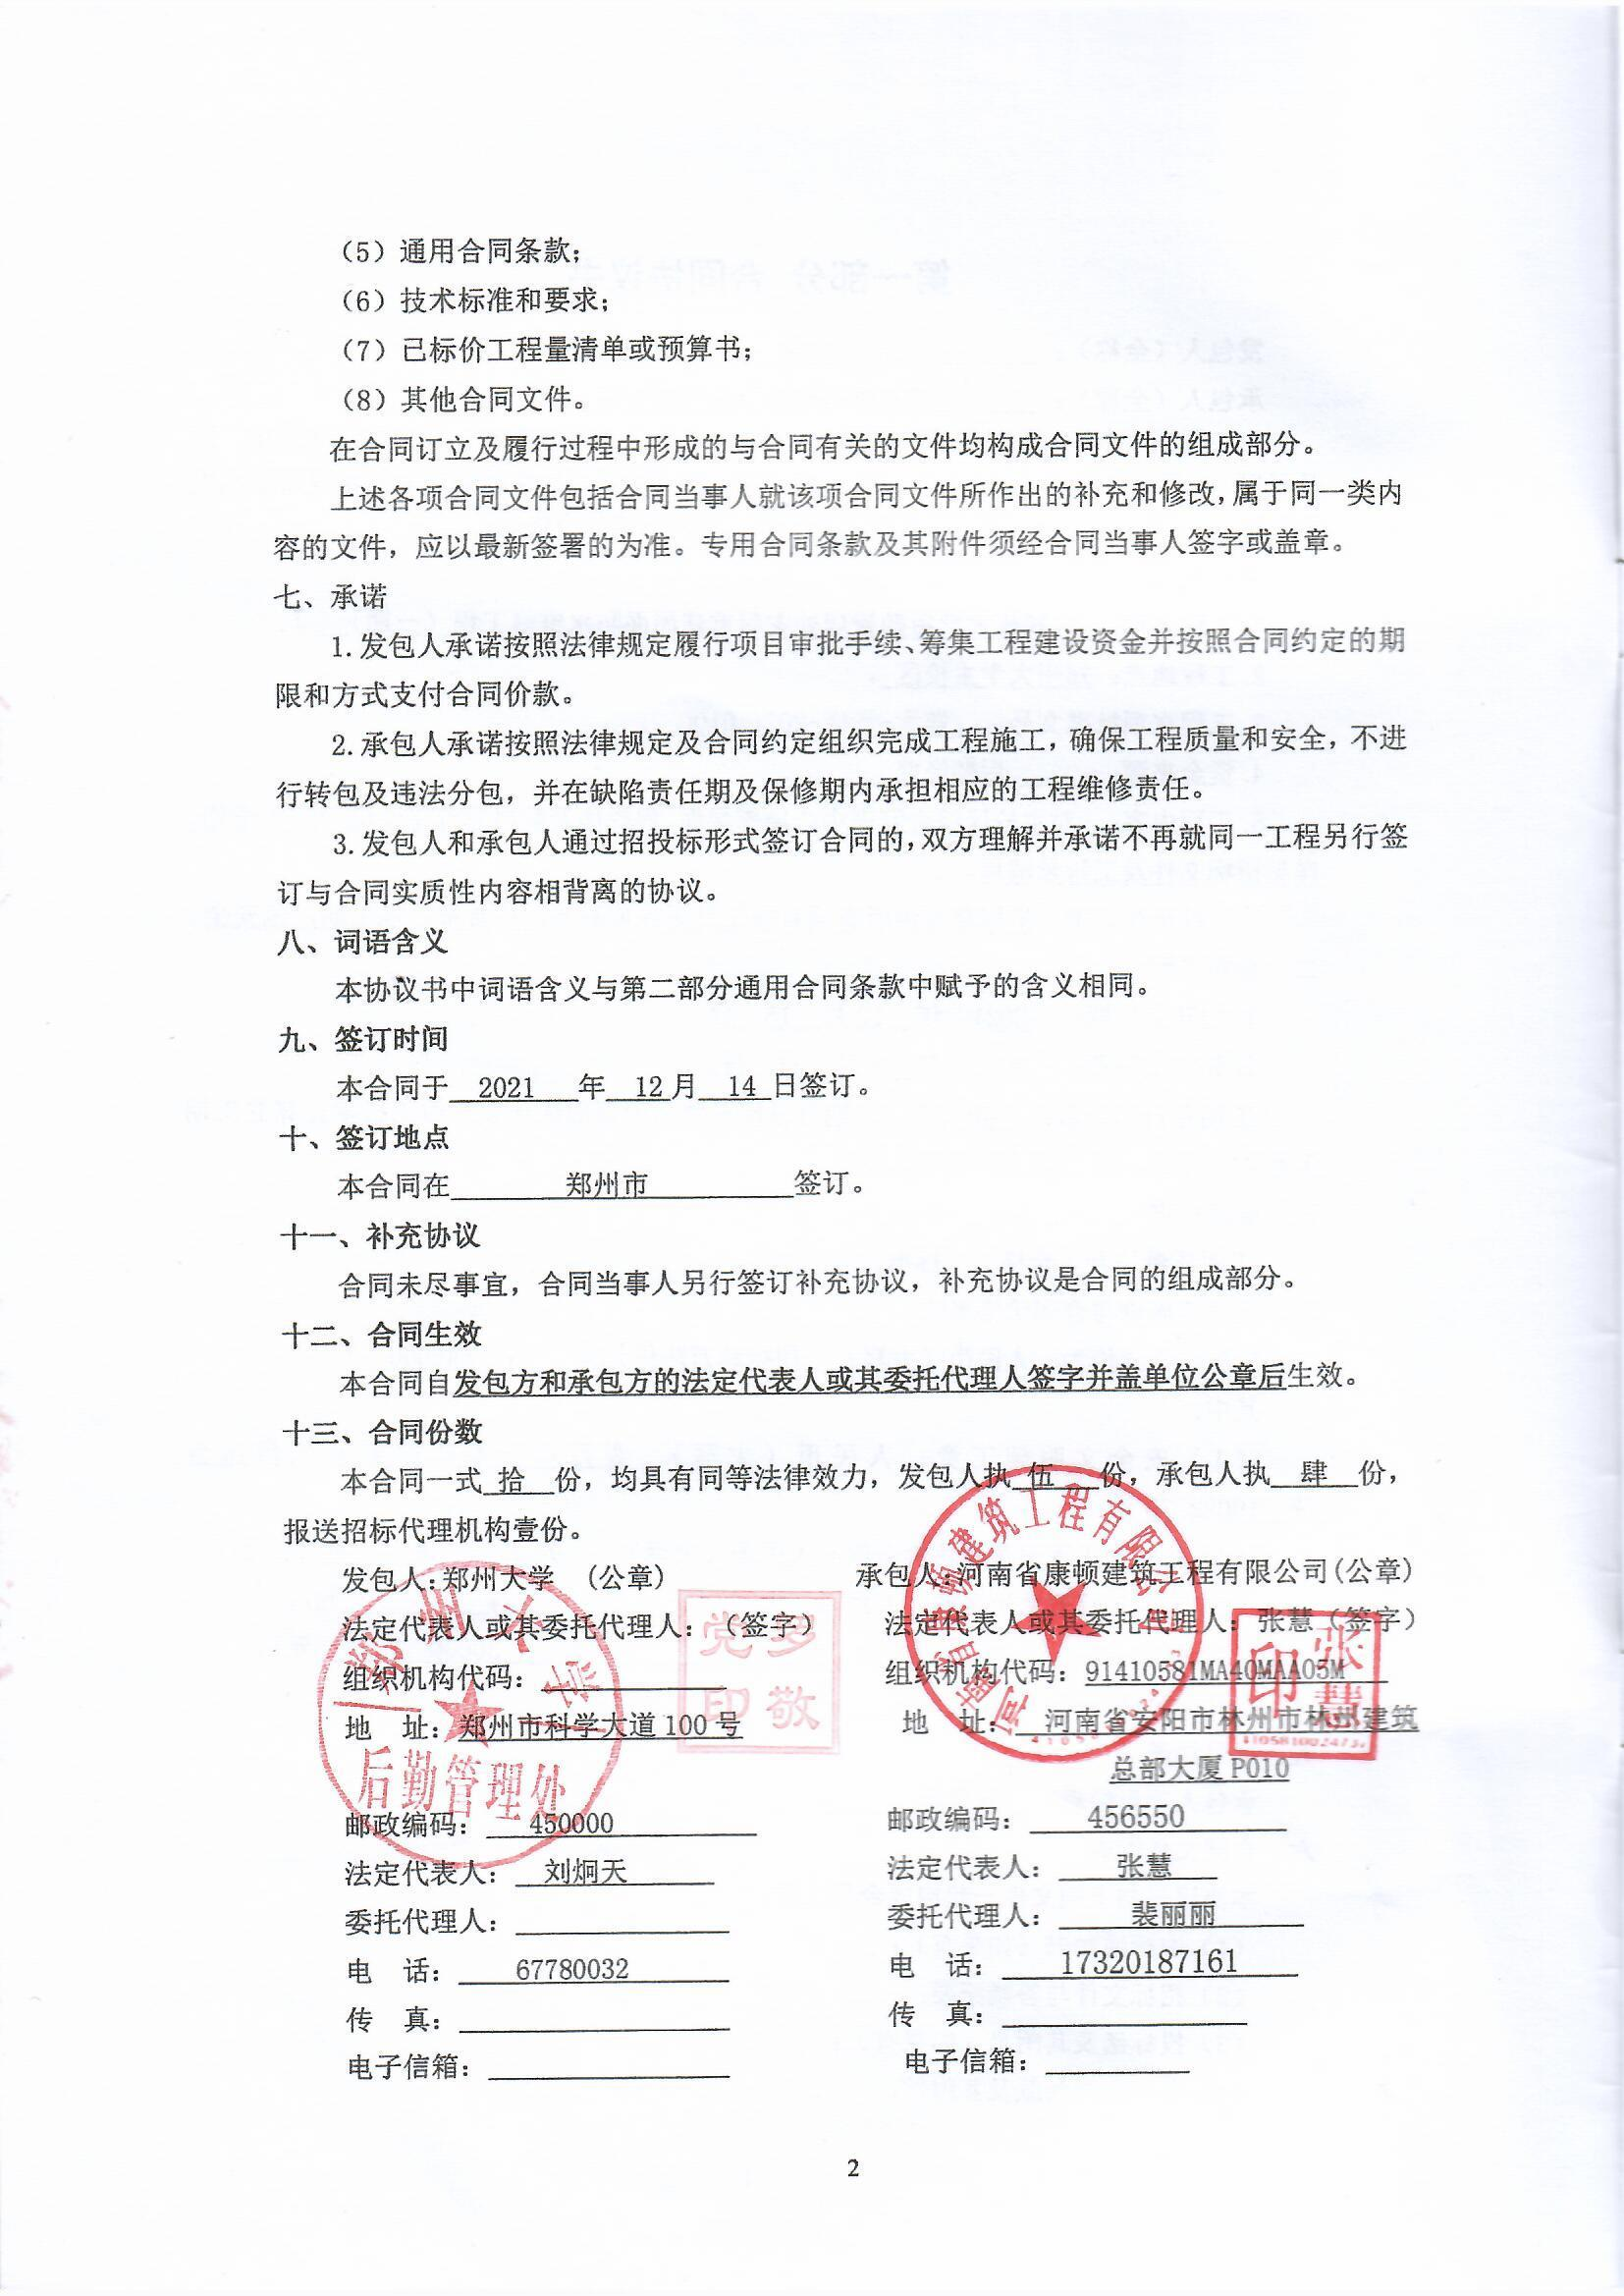 （5）通用合同条款；
（6）技术标准和要求；
（7）已标价工程量清单或预算书；
（8）其他合同文件。
在合同订立及履行过程中形成的与合同有关的文件均构成合同文件的组成部分。
上述各项合同文件包括合同当事人就该项合同文件所作出的补充和修改，属于同一类内
容的文件，应以最新签署的为准。专用合同条款及其附件须经合同当事人签字或盖章。
七、承诺
1.发包人承诺按照法律规定履行项目审批手续、筹集工程建设资金并按照合同约定的期
限和方式支付合同价款。
2.承包人承诺按照法律规定及合同约定组织完成工程施工，确保工程质量和安全，不进
行转包及违法分包，并在缺陷责任期及保修期内承担相应的工程维修责任。
3.发包人和承包人通过招投标形式签订合同的，双方理解并承诺不再就同一工程另行签
订与合同实质性内容相背离的协议。
八、词语含义
本协议书中词语含义与第二部分通用合同条款中赋予的含义相同。
九、签订时间
本合同于 2021 年 12 月 14 日签订。
十、签订地点
本合同在 郑州市 签订。
十一、补充协议
合同未尽事宜，合同当事人另行签订补充协议，补充协议是合同的组成部分。
十二、合同生效
本合同自发包方和承包方的法定代表人或其委托代理人签字并盖单位公章后生效。
十三、合同份数
本合同一式 拾 份，均具有同等法律效力，发包人执 伍 份，承包人执 肆 份，
报送招标代理机构壹份。
发包人：郑州大学 （公章） 承包人：河南省康顿建筑工程有限公司（公章）
法定代表人或其委托代理人：（签字） 法定代表人或其委托代理人：张慧（签字）
组织机构代码： 组织机构代码：91410581MA40MAA05M
地 址：郑州市科学大道100号 地 址： 河南省安阳市林州市林州建筑
总部大厦P010
邮政编码： 450000 邮政编码： 456550
法定代表人： 刘炯天 法定代表人： 张慧
委托代理人： 委托代理人： 裴丽丽
电 话： 67780032 电 话： 17320187161
传 真： 传 真：
电子信箱： 电子信箱：
郑州大学
后勤管理处
党多
印敬
河南省康顿建筑工程有限公司
张慧
印
2